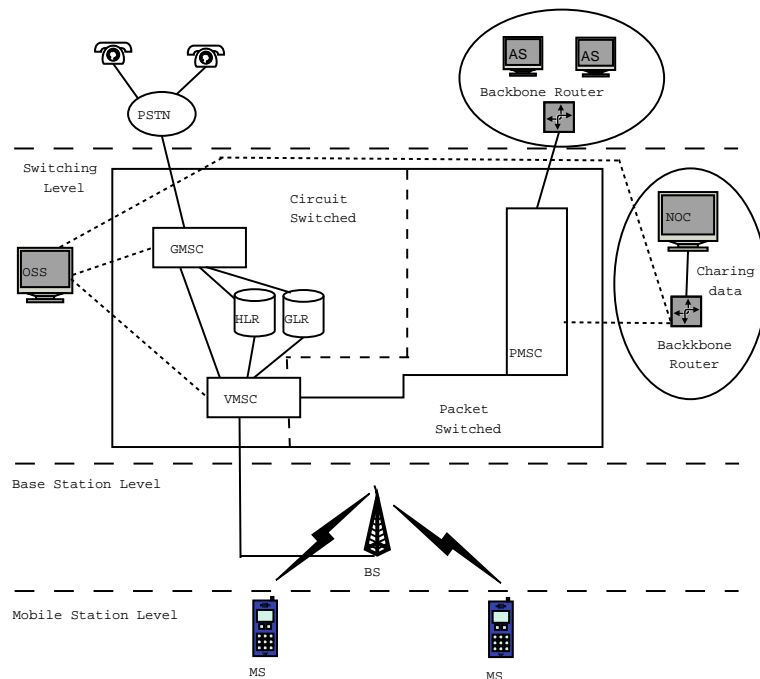 AS
AS
Backbone Router
PSTN
Switching
Level
Circuit
Switched
NOC
GMSC
OSS
Charing
data
HLR
GLR
PMSC
Backkbone
Router
VMSC
Packet
Switched
Base Station Level
BS
Mobile Station Level
MS
MS